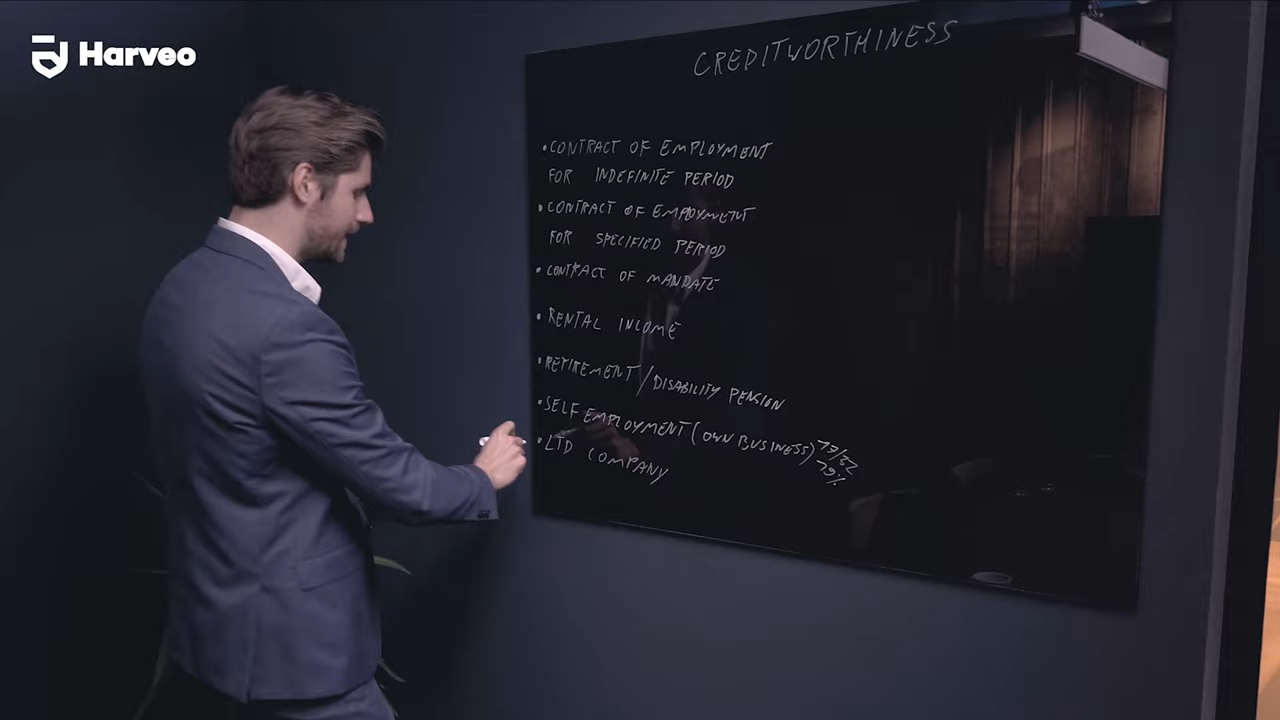 Harveo
CREDITWORTHINESS
• CONTRACT OF EMPLOYMENT
FOR INDEFINITE PERIOD
• CONTRACT OF EMPLOYMENT
FOR SPECIFIED PERIOD
• CONTRACT OF MANDATE
• RENTAL INCOME
• RETIREMENT / DISABILITY PENSION
• SELF EMPLOYMENT (OWN BUSINESS)
• LTD COMPANY